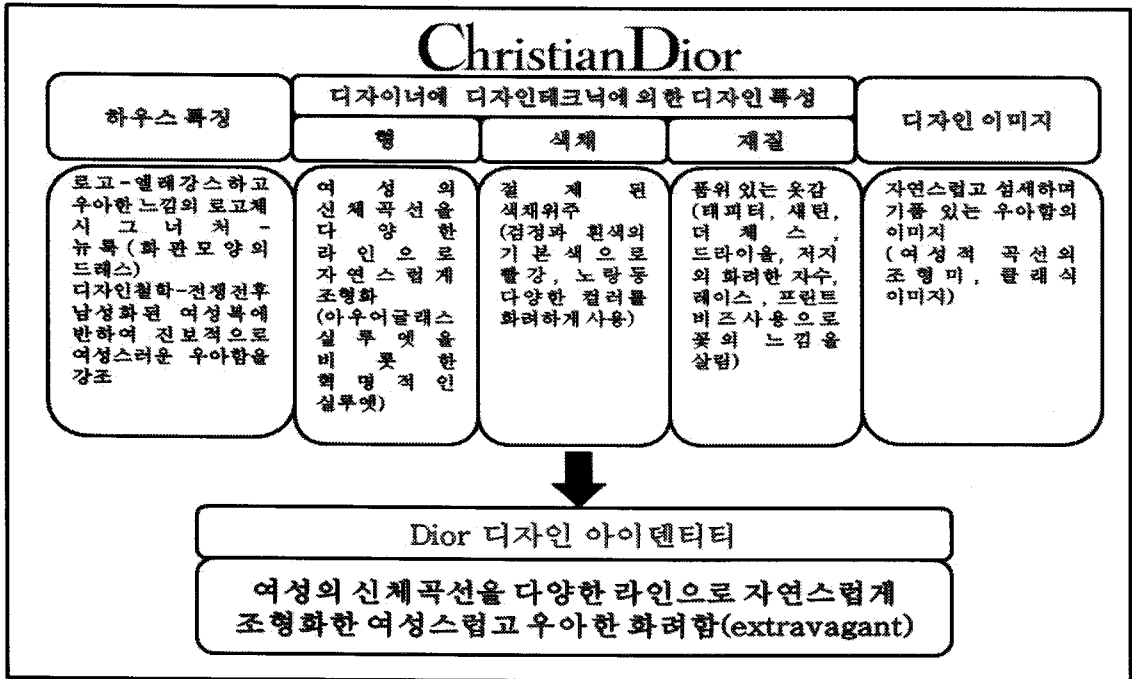 ChristianDior
하우스 특징
디자이너에 디자인테크닉에 의한 디자인 특성
형
색채
재질
디자인 이미지
로고-엘래강스하고
우아한 느낌의 로고체
시그너처-
뉴룩(화판모양의
드레스)
디자인철학-전쟁전후
남성화된 여성복에
반하여 진보적으로
여성스러운 우아함을
강조
여성의
신체곡선을
다양한
라인으로
자연스럽게
조형화
(아우어글래스
실루엣을
비롯한
혁명적인
실루엣)
절제된
색채위주
(검정과 흰색의
기본색으로
빨강, 노랑등
다양한 컬러를
화려하게 사용)
품위 있는 옷감
(태피터, 새턴,
더체스,
드라이울, 저지
외 화려한 자수,
레이스, 프린트
비즈사용으로
꽃의 느낌을
살림)
자연스럽고 섬세하며
기품 있는 우아함의
이미지
(여성적 곡선의
조형미, 클래식
이미지)
Dior 디자인 아이덴티티
여성의 신체곡선을 다양한 라인으로 자연스럽게
조형화한 여성스럽고 우아한 화려함(extravagant)